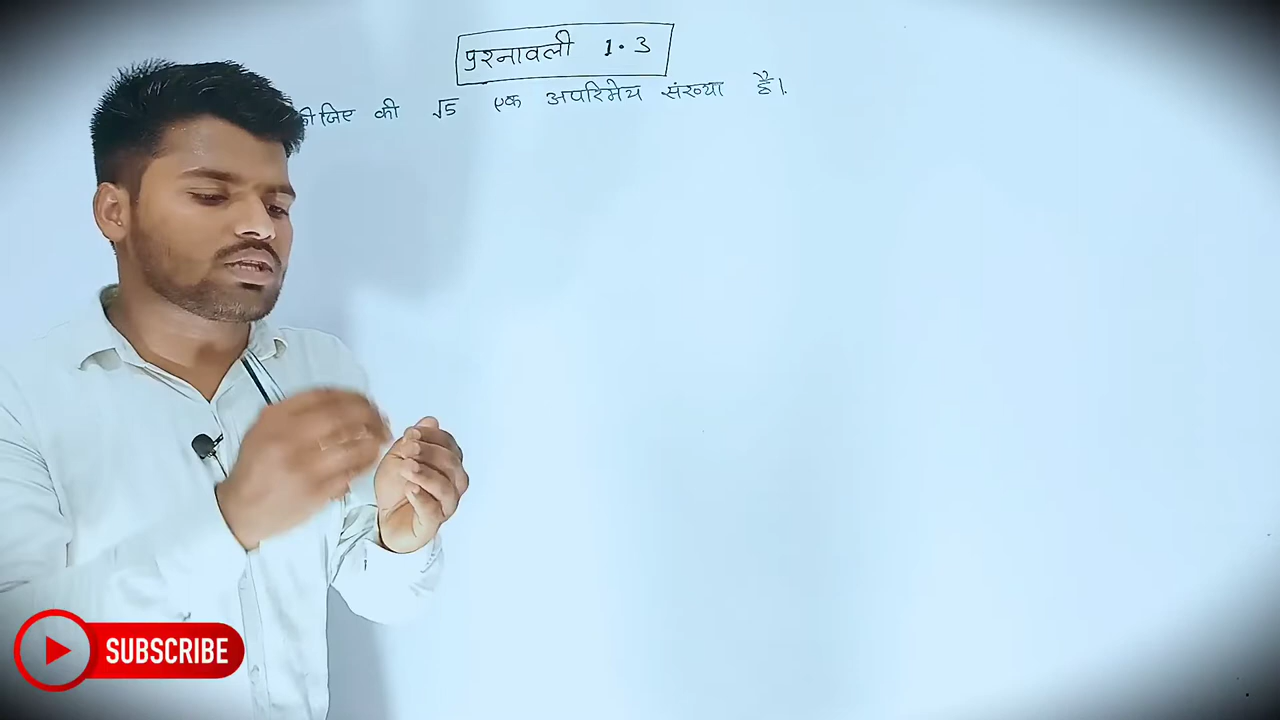 प्रश्नावली 1.3
कीजिए की √5 एक अपरिमेय संख्या है।
SUBSCRIBE